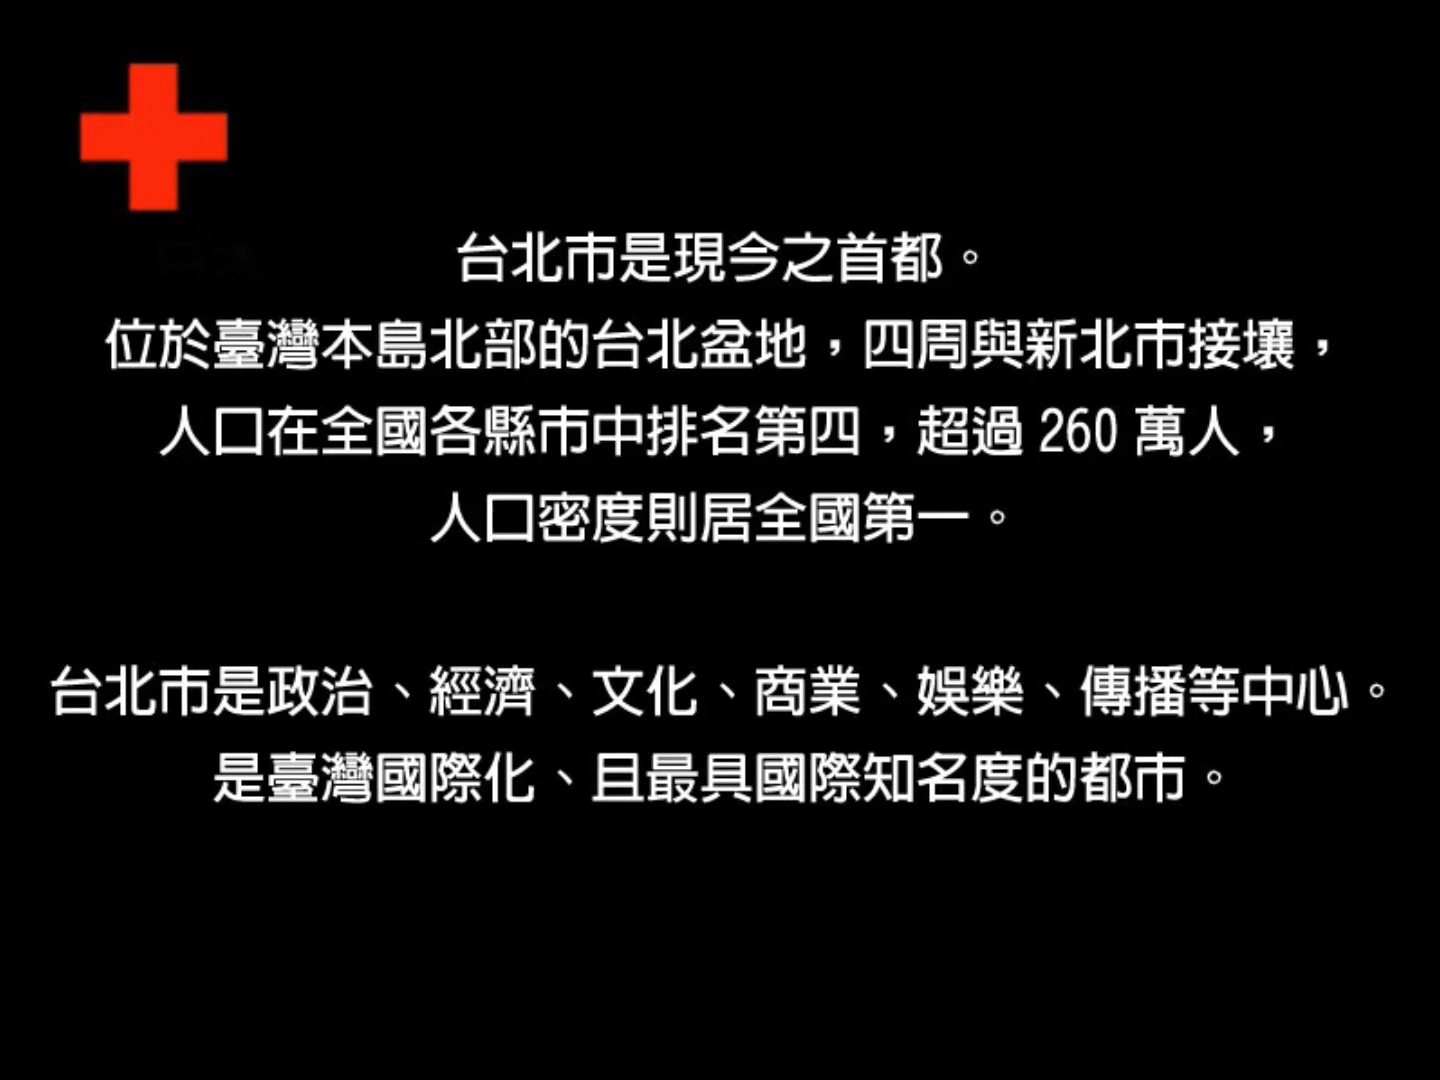 台北市是現今之首都。
位於臺灣本島北部的台北盆地，四周與新北市接壤，
人口在全國各縣市中排名第四，超過 260 萬人，
人口密度則居全國第一。
台北市是政治、經濟、文化、商業、娛樂、傳播等中心。
是臺灣國際化、且最具國際知名度的都市。